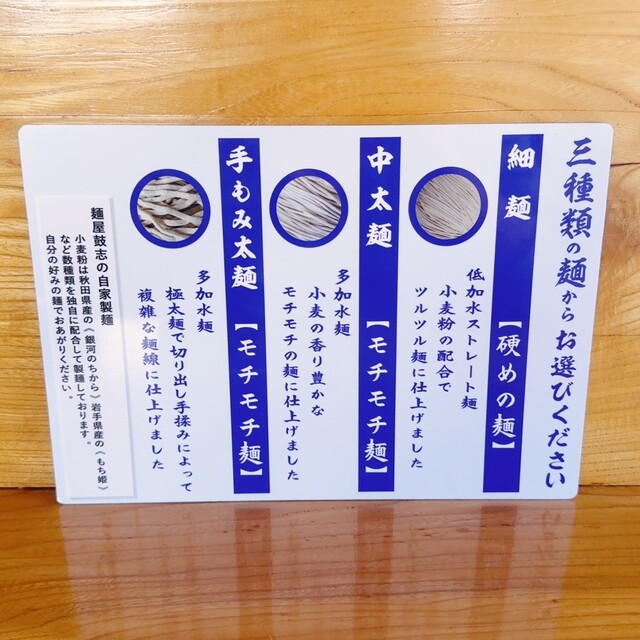 三種類の麺からお選びください
細麺【硬めの麺】
低加水ストレート麺
小麦粉の配合で
ツルツル麺に仕上げました
中太麺【モチモチ麺】
多加水麺
小麦の香り豊かな
モチモチの麺に仕上げました
手もみ太麺【モチモチ麺】
多加水麺
極太麺で切り出し手揉みによって
複雑な麺線に仕上げました
麺屋鼓志の自家製麺
小麦粉は秋田県産の《銀河のちから》岩手県産の《もち姫》
など数種類を独自に配合して製麺しております。
自分の好みの麺でおあがりください。